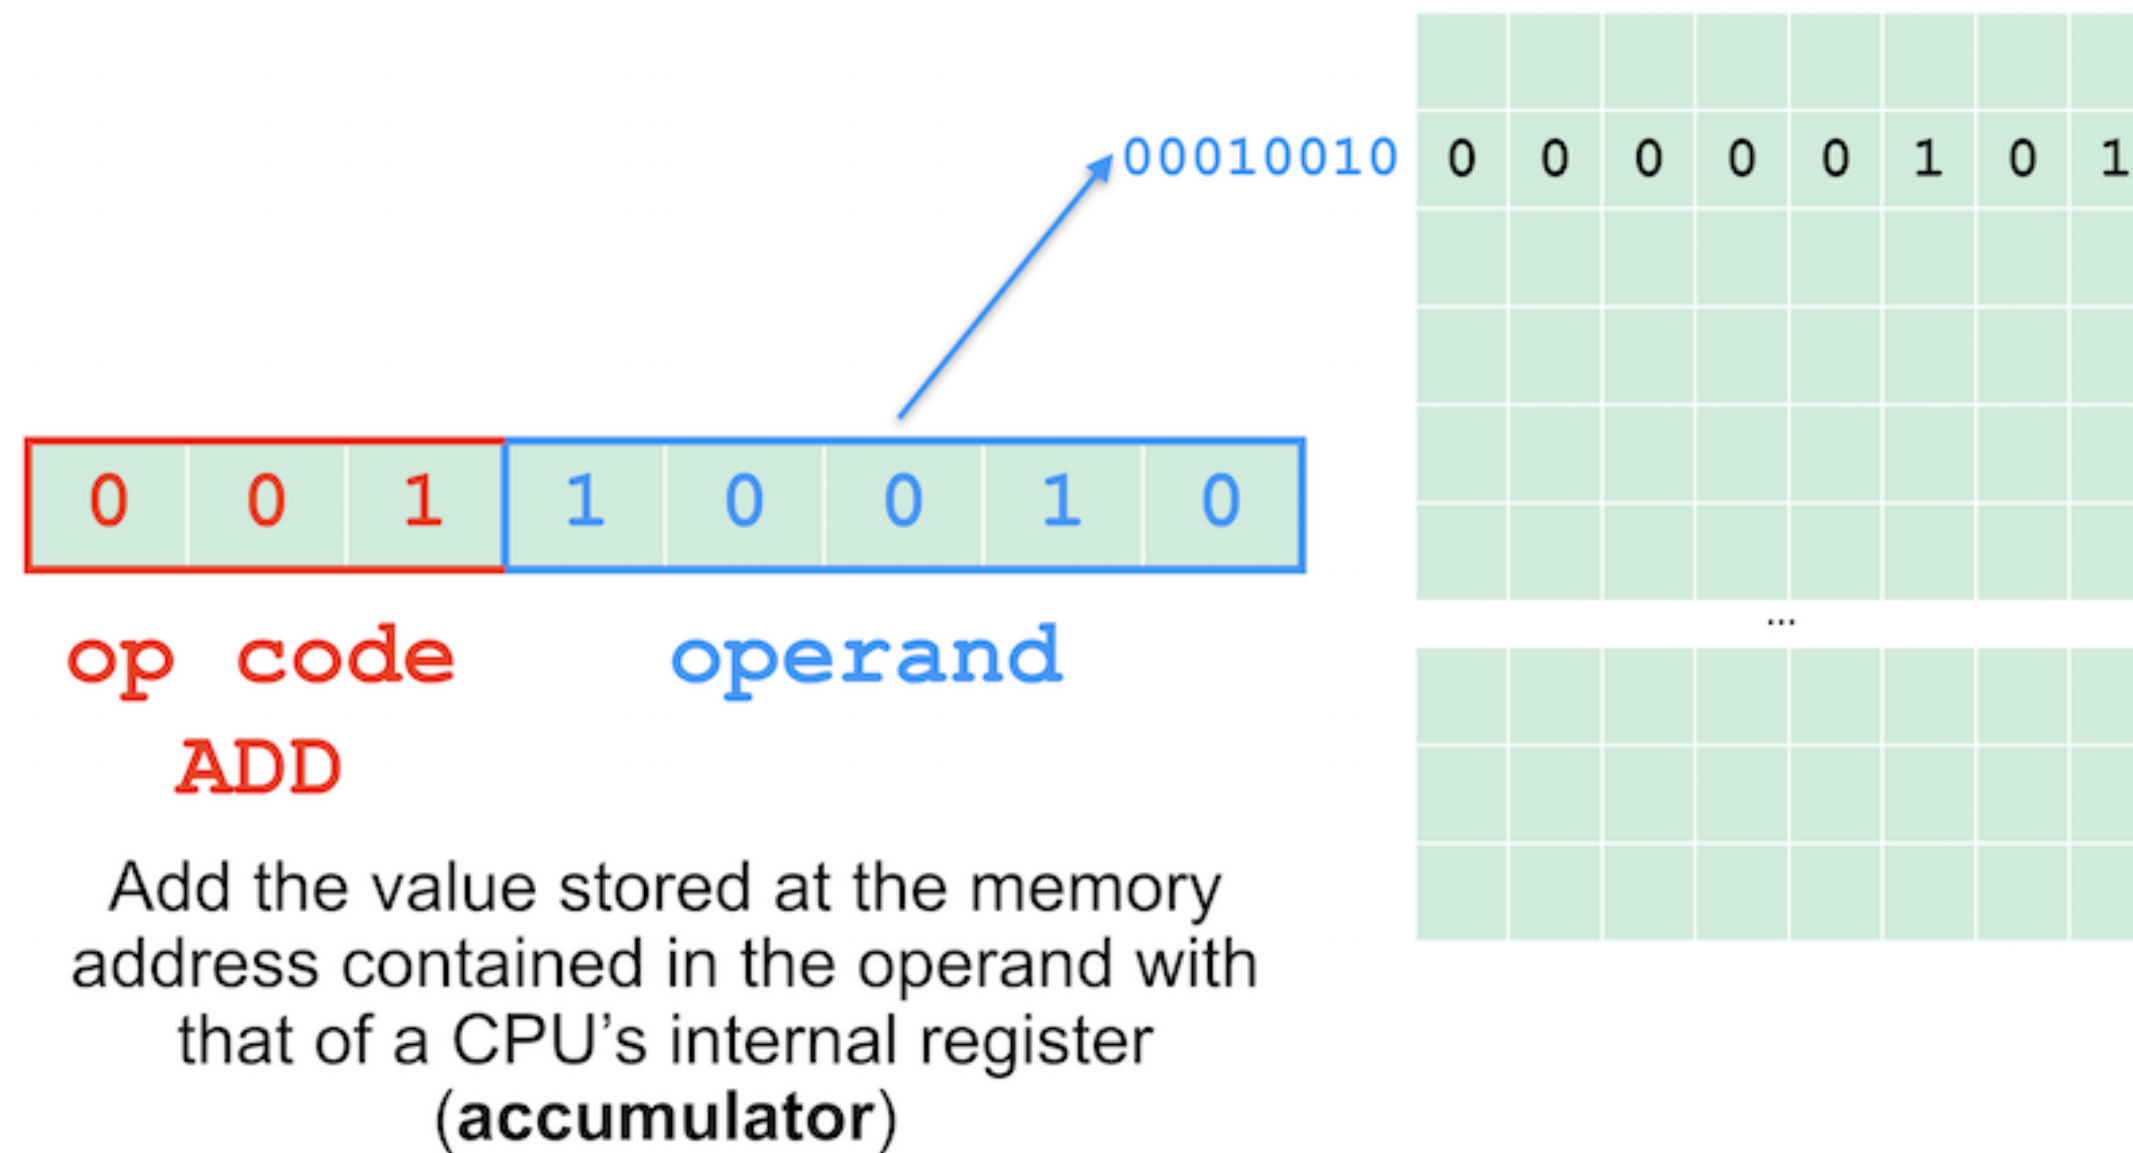 00010010 0 0 0 0 0 1 0 1
0 0 1 1 0 0 1 0
op code operand
ADD
...
Add the value stored at the memory
address contained in the operand with
that of a CPU’s internal register
(accumulator)